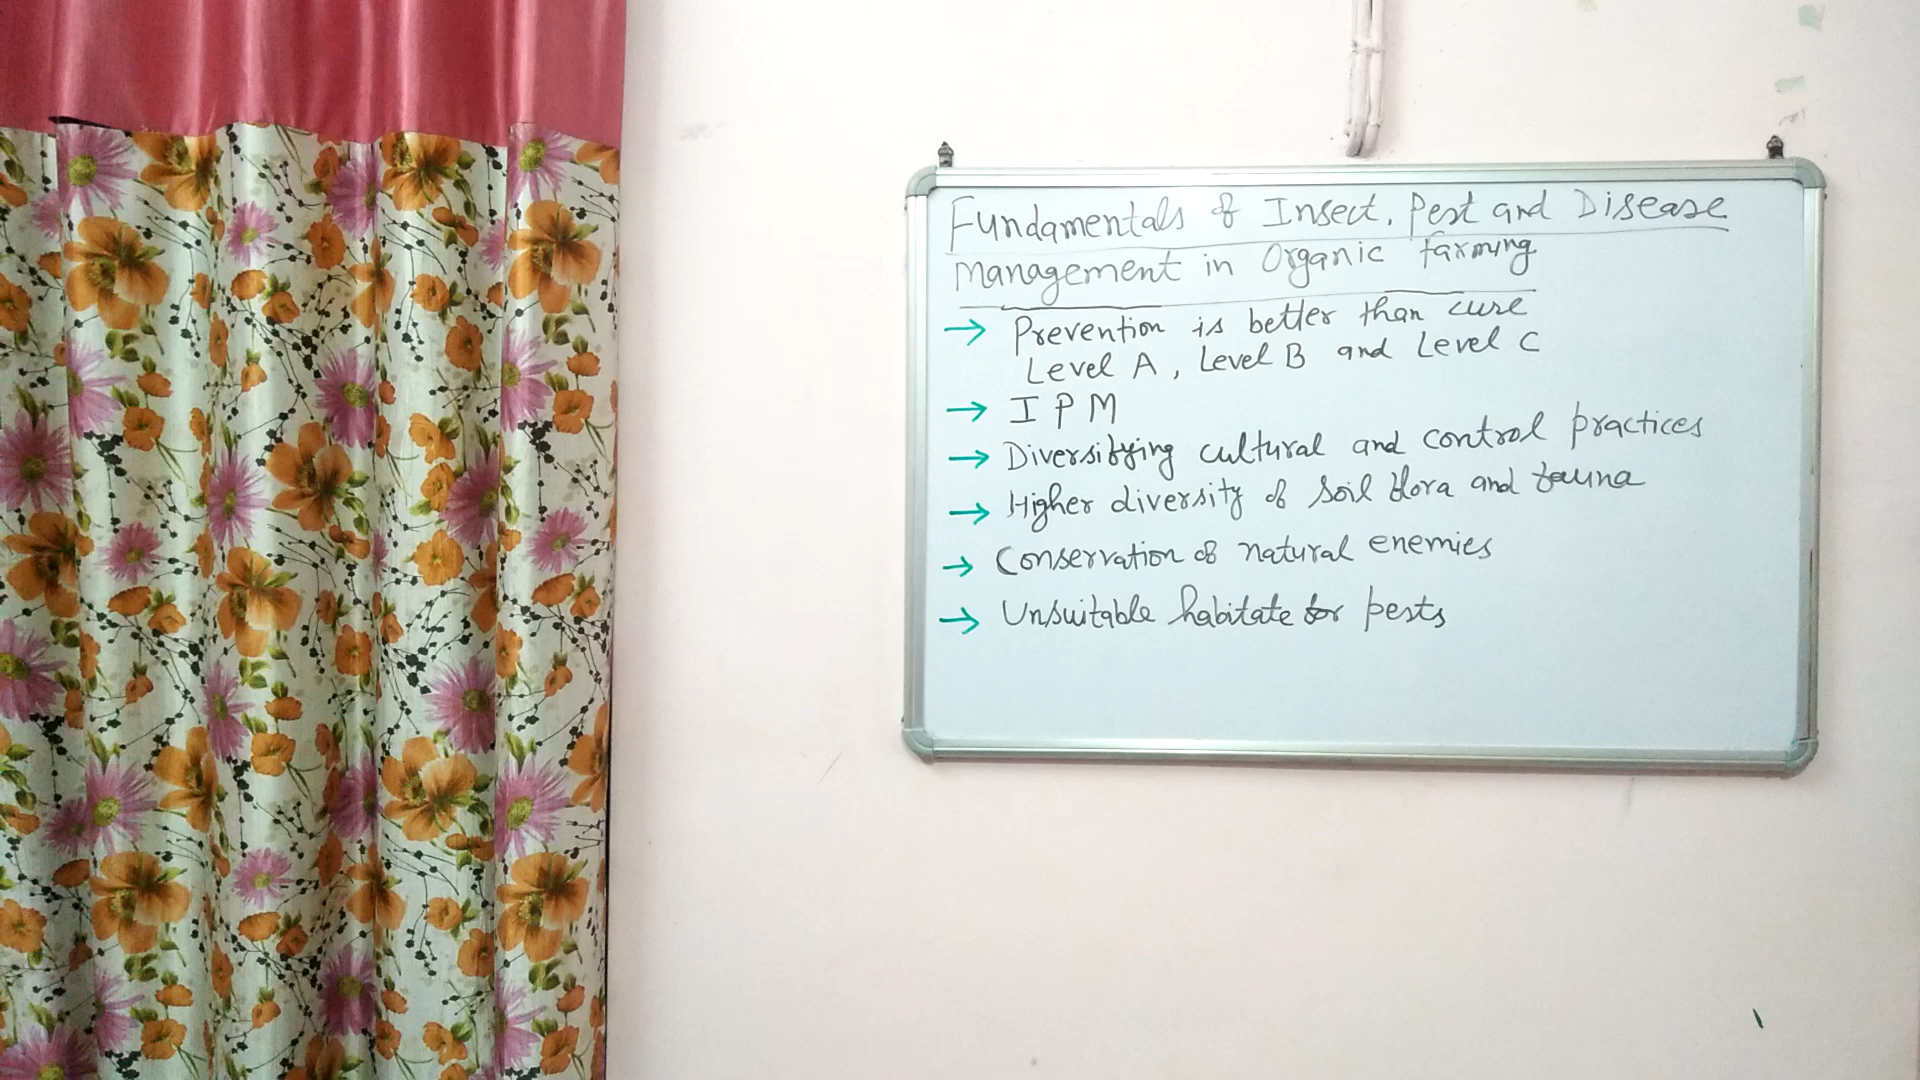 Fundamentals of Insect, Pest and Disease
management in Organic farming
→ Prevention is better than cure
Level A, Level B and Level C
→ IPM
→ Diversifying cultural and control practices
→ Higher diversity of soil flora and fauna
→ Conservation of natural enemies
→ Unsuitable habitate for pests